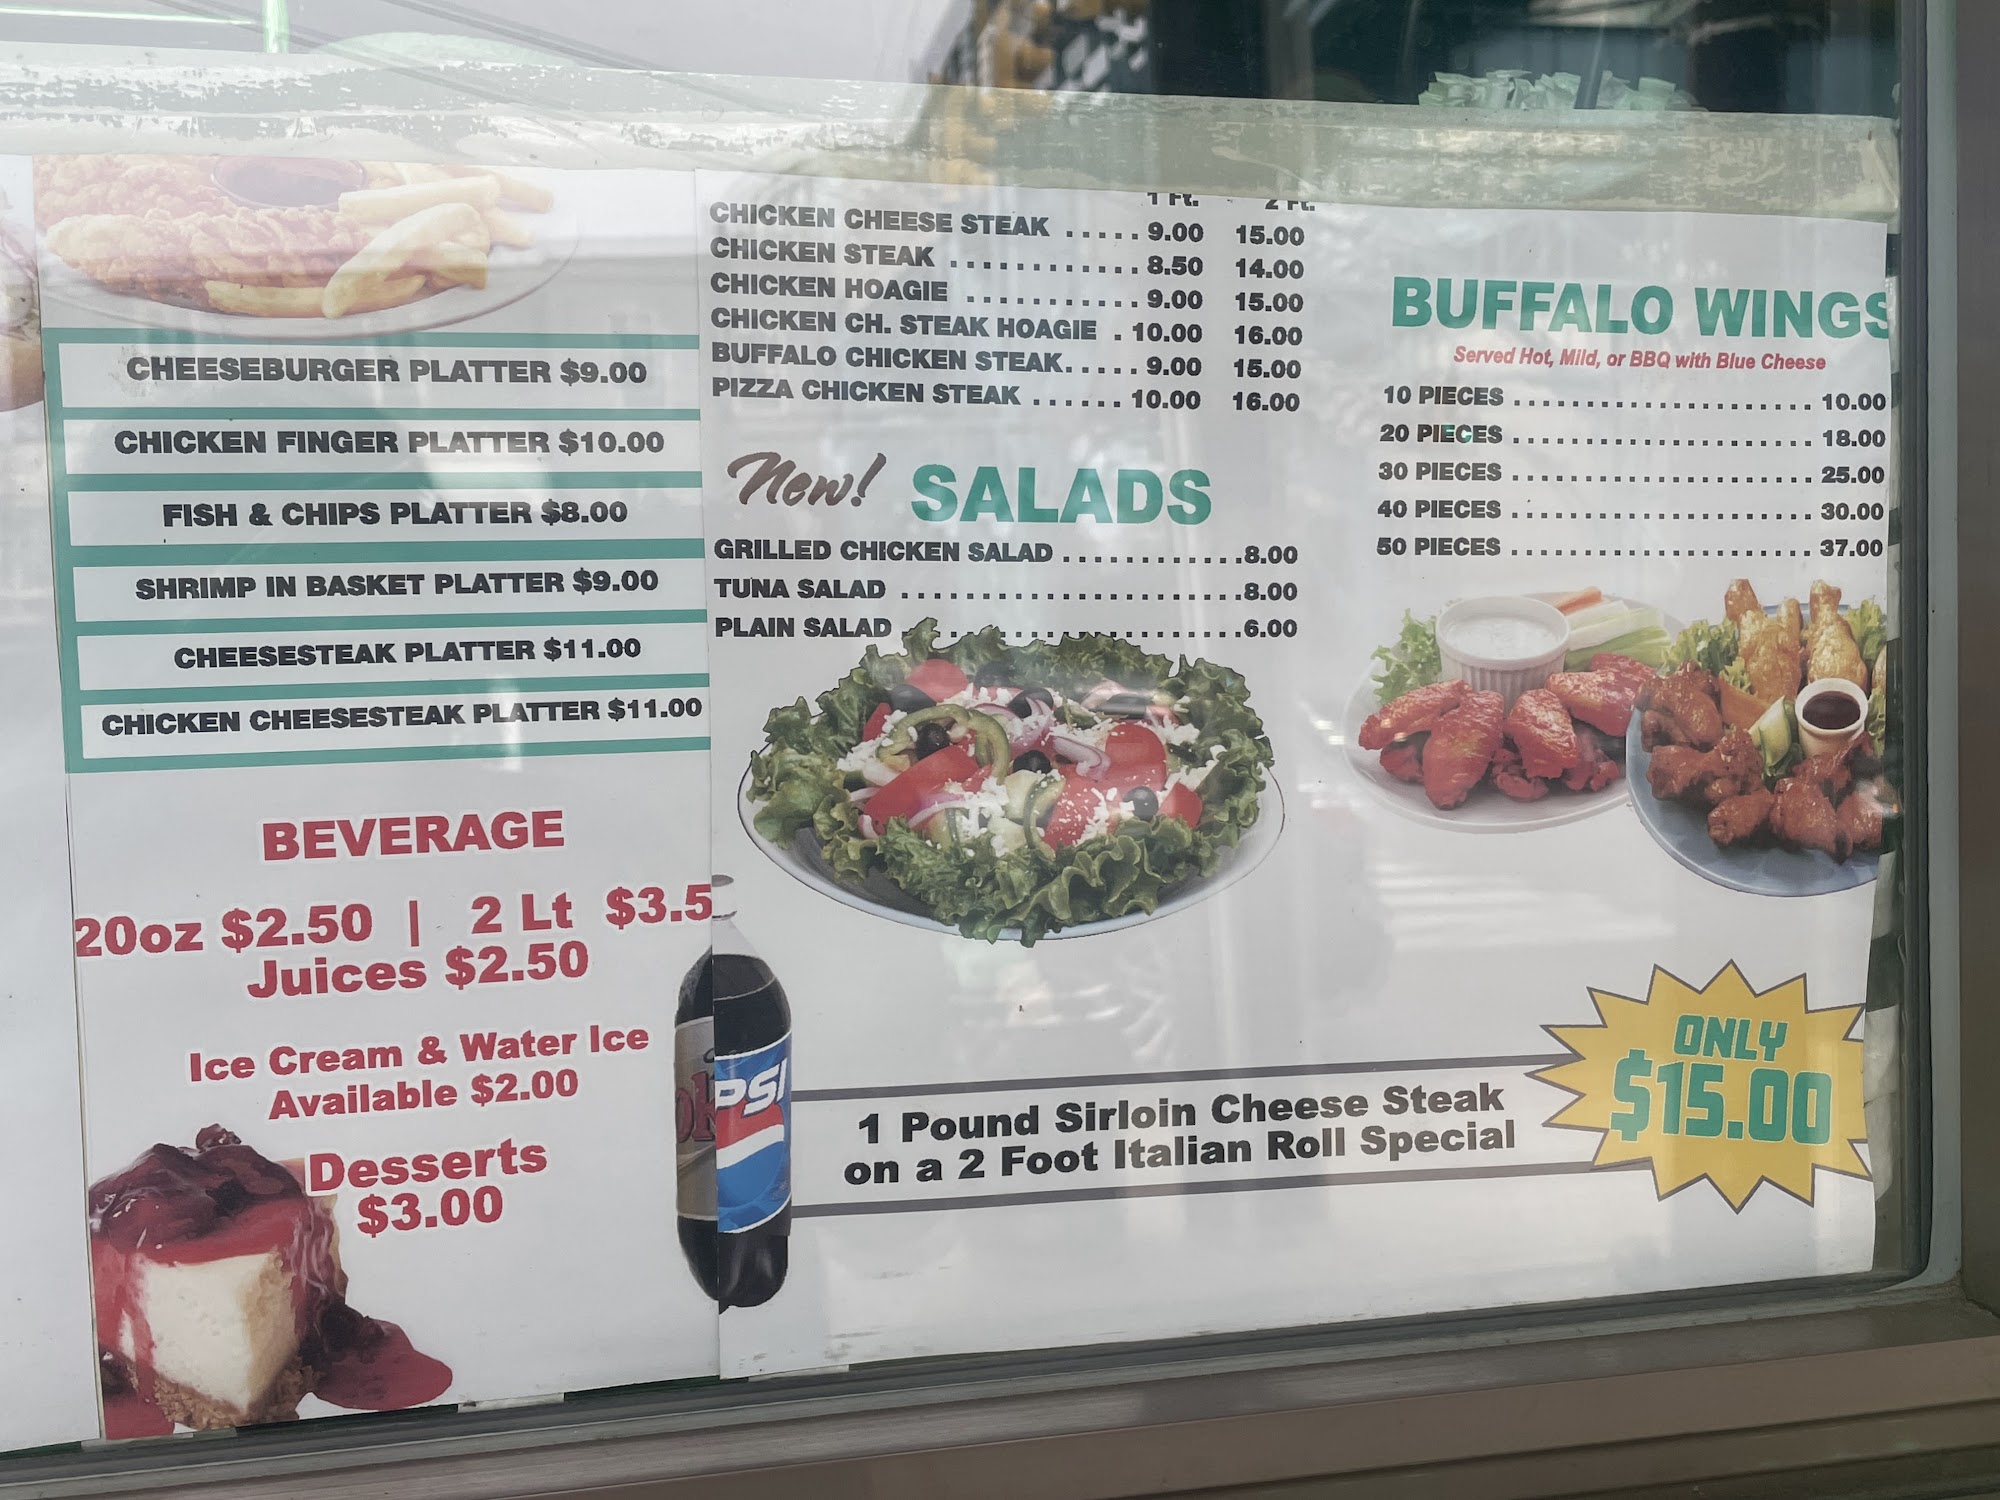 CHEESEBURGER PLATTER $9.00
CHICKEN FINGER PLATTER $10.00
FISH & CHIPS PLATTER $8.00
SHRIMP IN BASKET PLATTER $9.00
CHEESESTEAK PLATTER $11.00
CHICKEN CHEESESTEAK PLATTER $11.00
BEVERAGE
20oz $2.50 | 2 Lt $3.5
Juices $2.50
Ice Cream & Water Ice
Available $2.00
Desserts
$3.00
1 Ft. 2 Ft.
CHICKEN CHEESE STEAK ..... 9.00 15.00
CHICKEN STEAK ............ 8.50 14.00
CHICKEN HOAGIE ........... 9.00 15.00
CHICKEN CH. STEAK HOAGIE . 10.00 16.00
BUFFALO CHICKEN STEAK..... 9.00 15.00
PIZZA CHICKEN STEAK ...... 10.00 16.00
New! SALADS
GRILLED CHICKEN SALAD ............8.00
TUNA SALAD .......................8.00
PLAIN SALAD ......................6.00
PSI
BUFFALO WINGS
Served Hot, Mild, or BBQ with Blue Cheese
10 PIECES ...................... 10.00
20 PIECES ...................... 18.00
30 PIECES ...................... 25.00
40 PIECES ...................... 30.00
50 PIECES ...................... 37.00
1 Pound Sirloin Cheese Steak
on a 2 Foot Italian Roll Special
ONLY
$15.00